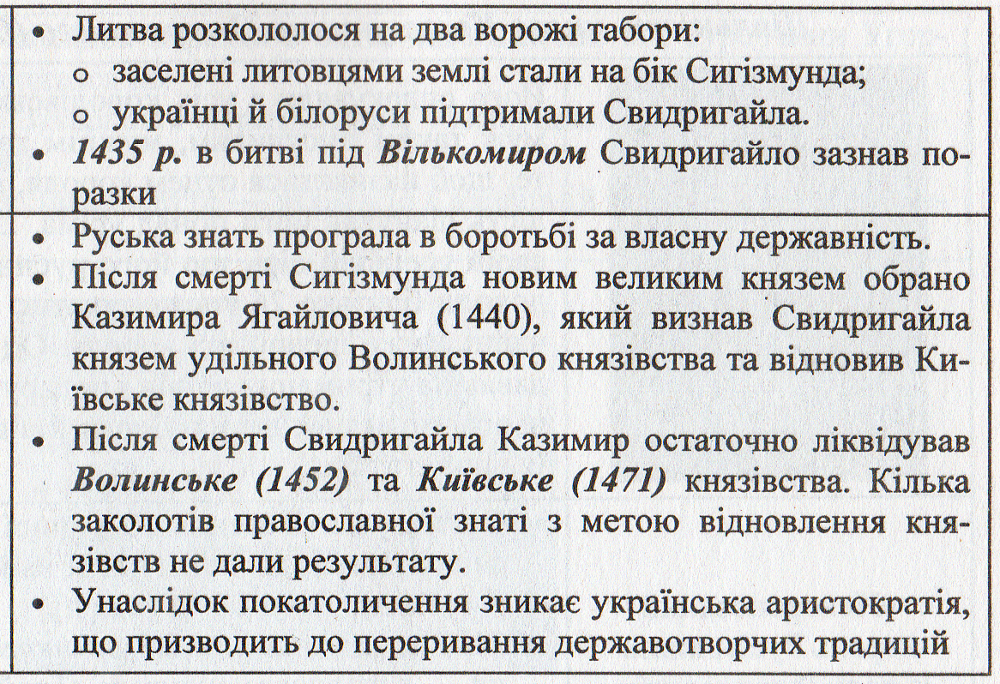 • Литва розкололося на два ворожі табори:
o заселені литовцями землі стали на бік Сигізмунда;
o українці й білоруси підтримали Свидригайла.
• 1435 р. в битві під Вількомиром Свидригайло зазнав по-
разки
• Руська знать програла в боротьбі за власну державність.
• Після смерті Сигізмунда новим великим князем обрано
Казимира Ягайловича (1440), який визнав Свидригайла
князем удільного Волинського князівства та відновив Ки-
ївське князівство.
• Після смерті Свидригайла Казимир остаточно ліквідував
Волинське (1452) та Київське (1471) князівства. Кілька
заколотів православної знаті з метою відновлення кня-
зівств не дали результату.
• Унаслідок покатоличення зникає українська аристократія,
що призводить до переривання державотворчих традицій